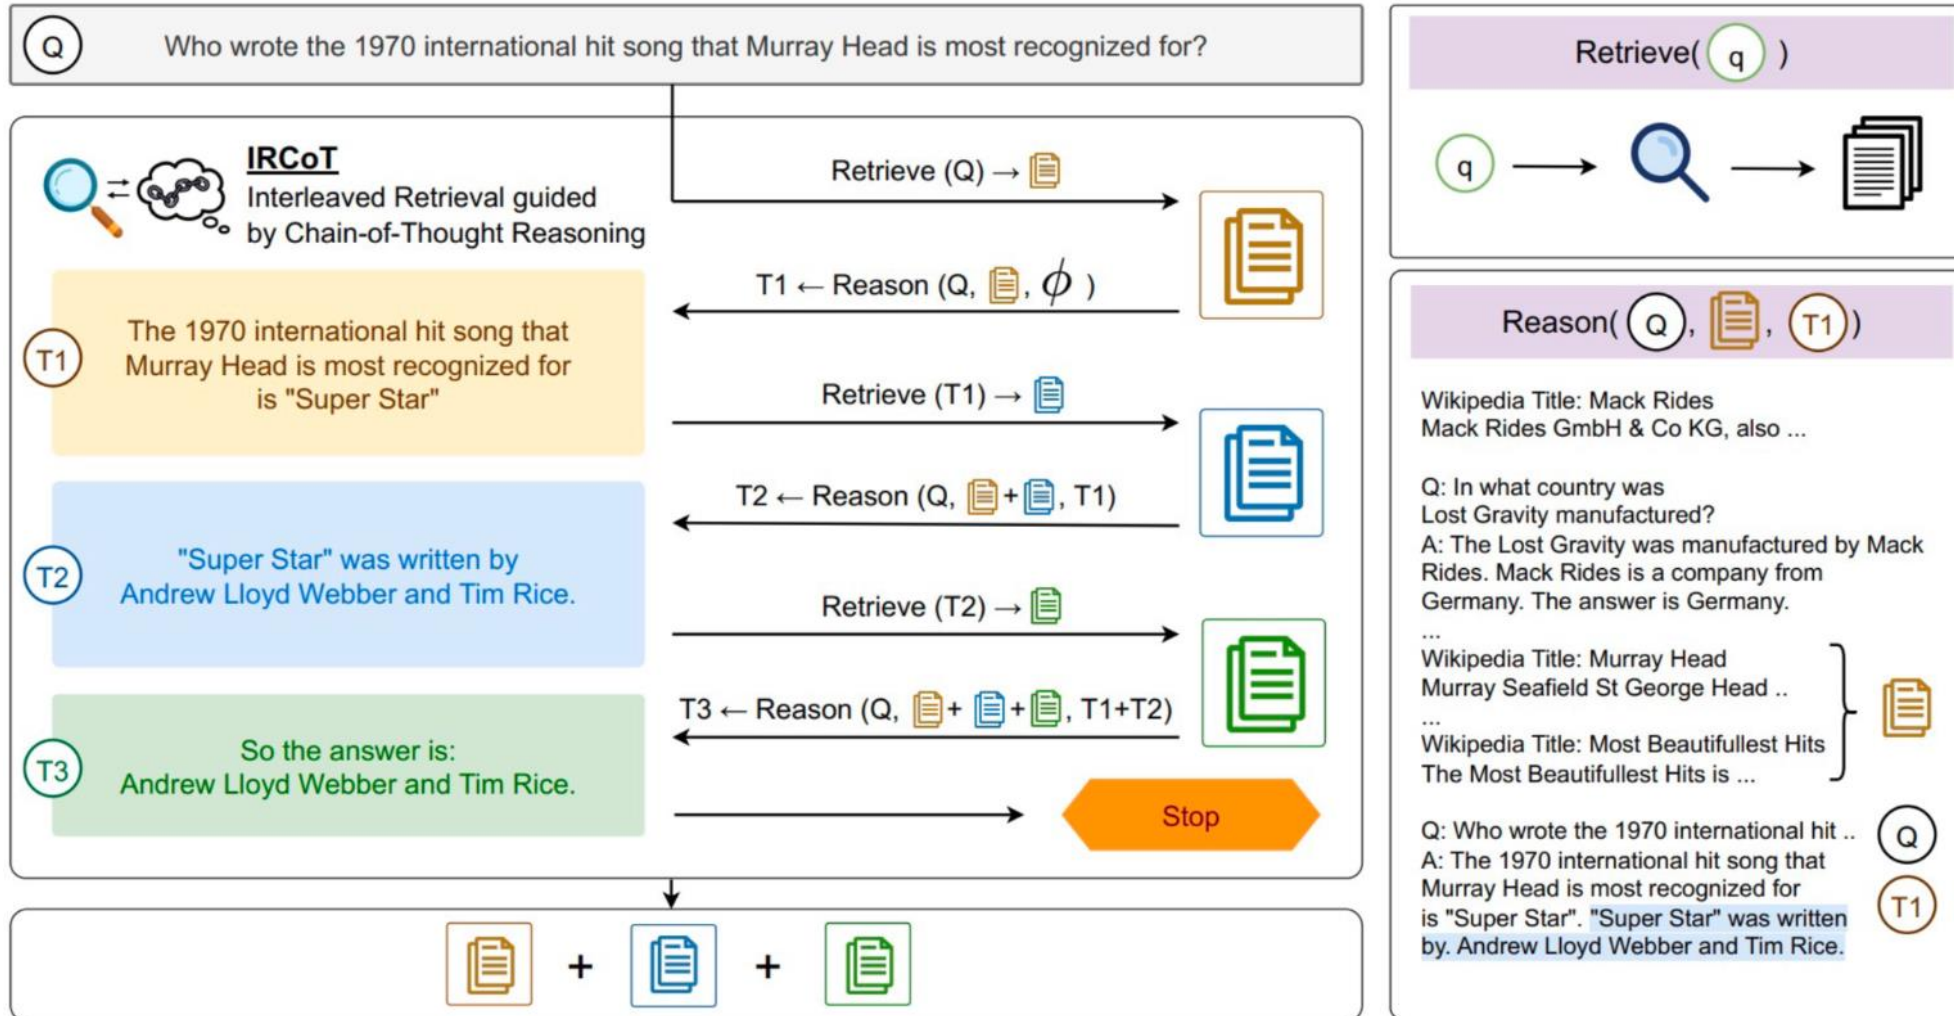 Q
Who wrote the 1970 international hit song that Murray Head is most recognized for?
IRCoT
Interleaved Retrieval guided
by Chain-of-Thought Reasoning
Retrieve (Q) →
T1 ← Reason (Q, , ϕ )
T1
The 1970 international hit song that
Murray Head is most recognized for
is "Super Star"
Retrieve (T1) →
T2 ← Reason (Q, + , T1)
T2
"Super Star" was written by
Andrew Lloyd Webber and Tim Rice.
Retrieve (T2) →
T3 ← Reason (Q, + + , T1+T2)
T3
So the answer is:
Andrew Lloyd Webber and Tim Rice.
Stop
+ +
Retrieve( q )
q
Reason( Q , , T1 )
Wikipedia Title: Mack Rides
Mack Rides GmbH & Co KG, also ...
Q: In what country was
Lost Gravity manufactured?
A: The Lost Gravity was manufactured by Mack
Rides. Mack Rides is a company from
Germany. The answer is Germany.
...
Wikipedia Title: Murray Head
Murray Seafield St George Head ..
...
Wikipedia Title: Most Beautifullest Hits
The Most Beautifullest Hits is ...
Q: Who wrote the 1970 international hit ..
Q
A: The 1970 international hit song that
Murray Head is most recognized for
T1
is "Super Star". "Super Star" was written
by. Andrew Lloyd Webber and Tim Rice.